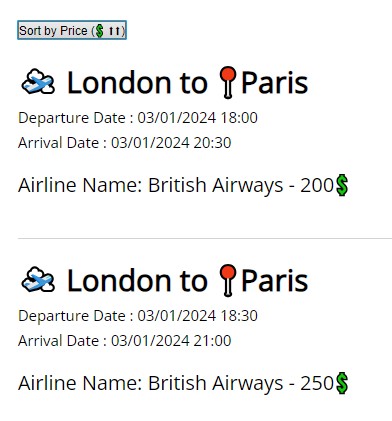 Sort by Price (💲⬆⬆)
🛬 London to 📍Paris
Departure Date : 03/01/2024 18:00
Arrival Date : 03/01/2024 20:30
Airline Name: British Airways - 200💲
🛬 London to 📍Paris
Departure Date : 03/01/2024 18:30
Arrival Date : 03/01/2024 21:00
Airline Name: British Airways - 250💲